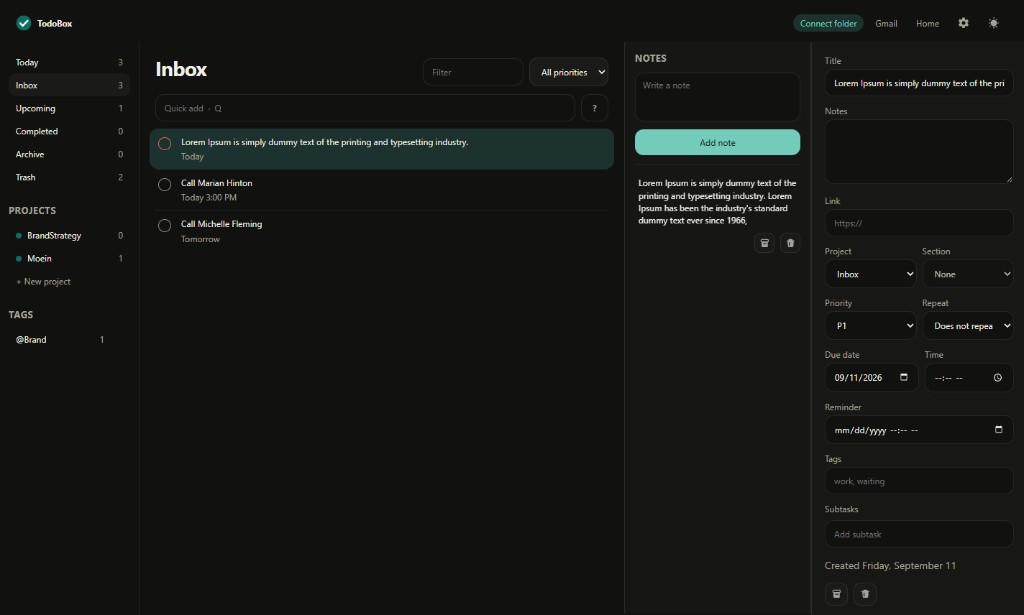 TodoBox
Connect folder
Gmail
Home
Today 3
Inbox 3
Upcoming 1
Completed 0
Archive 0
Trash 2
PROJECTS
BrandStrategy 0
Moein 1
+ New project
TAGS
@Brand 1
Inbox
Filter
All priorities
Quick add · Q
?
Lorem Ipsum is simply dummy text of the printing and typesetting industry.
Today
Call Marian Hinton
Today 3:00 PM
Call Michelle Fleming
Tomorrow
NOTES
Write a note
Add note
Lorem Ipsum is simply dummy text of the
printing and typesetting industry. Lorem
Ipsum has been the industry's standard
dummy text ever since 1966,
Title
Lorem Ipsum is simply dummy text of the pri
Notes
Link
https://
Project Section
Inbox None
Priority Repeat
P1 Does not repea
Due date Time
09/11/2026 --:-- --
Reminder
mm/dd/yyyy --:-- --
Tags
work, waiting
Subtasks
Add subtask
Created Friday, September 11